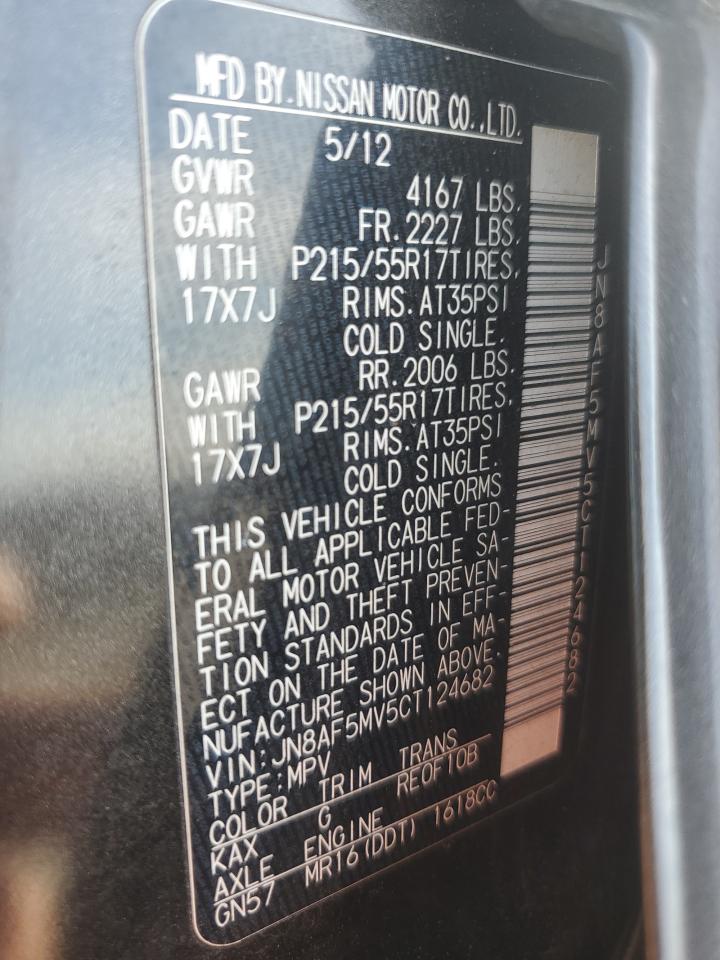 MFD BY.NISSAN MOTOR CO.,LTD.
DATE 5/12
GVWR 4167 LBS.
GAWR FR.2227 LBS.
WITH P215/55R17TIRES.
17X7J RIMS.AT35PSI
COLD SINGLE.
GAWR RR.2006 LBS.
WITH P215/55R17TIRES.
17X7J RIMS.AT35PSI
COLD SINGLE.
THIS VEHICLE CONFORMS
TO ALL APPLICABLE FED-
ERAL MOTOR VEHICLE SA-
FETY AND THEFT PREVEN-
TION STANDARDS IN EFF-
ECT ON THE DATE OF MA-
NUFACTURE SHOWN ABOVE.
VIN:JN8AF5MV5CT124682
TYPE:MPV
COLOR TRIM TRANS
KAX G RE0F10B
AXLE ENGINE
GN57 MR16(DDT) 1618CC
JN8AF5MV5CT124682